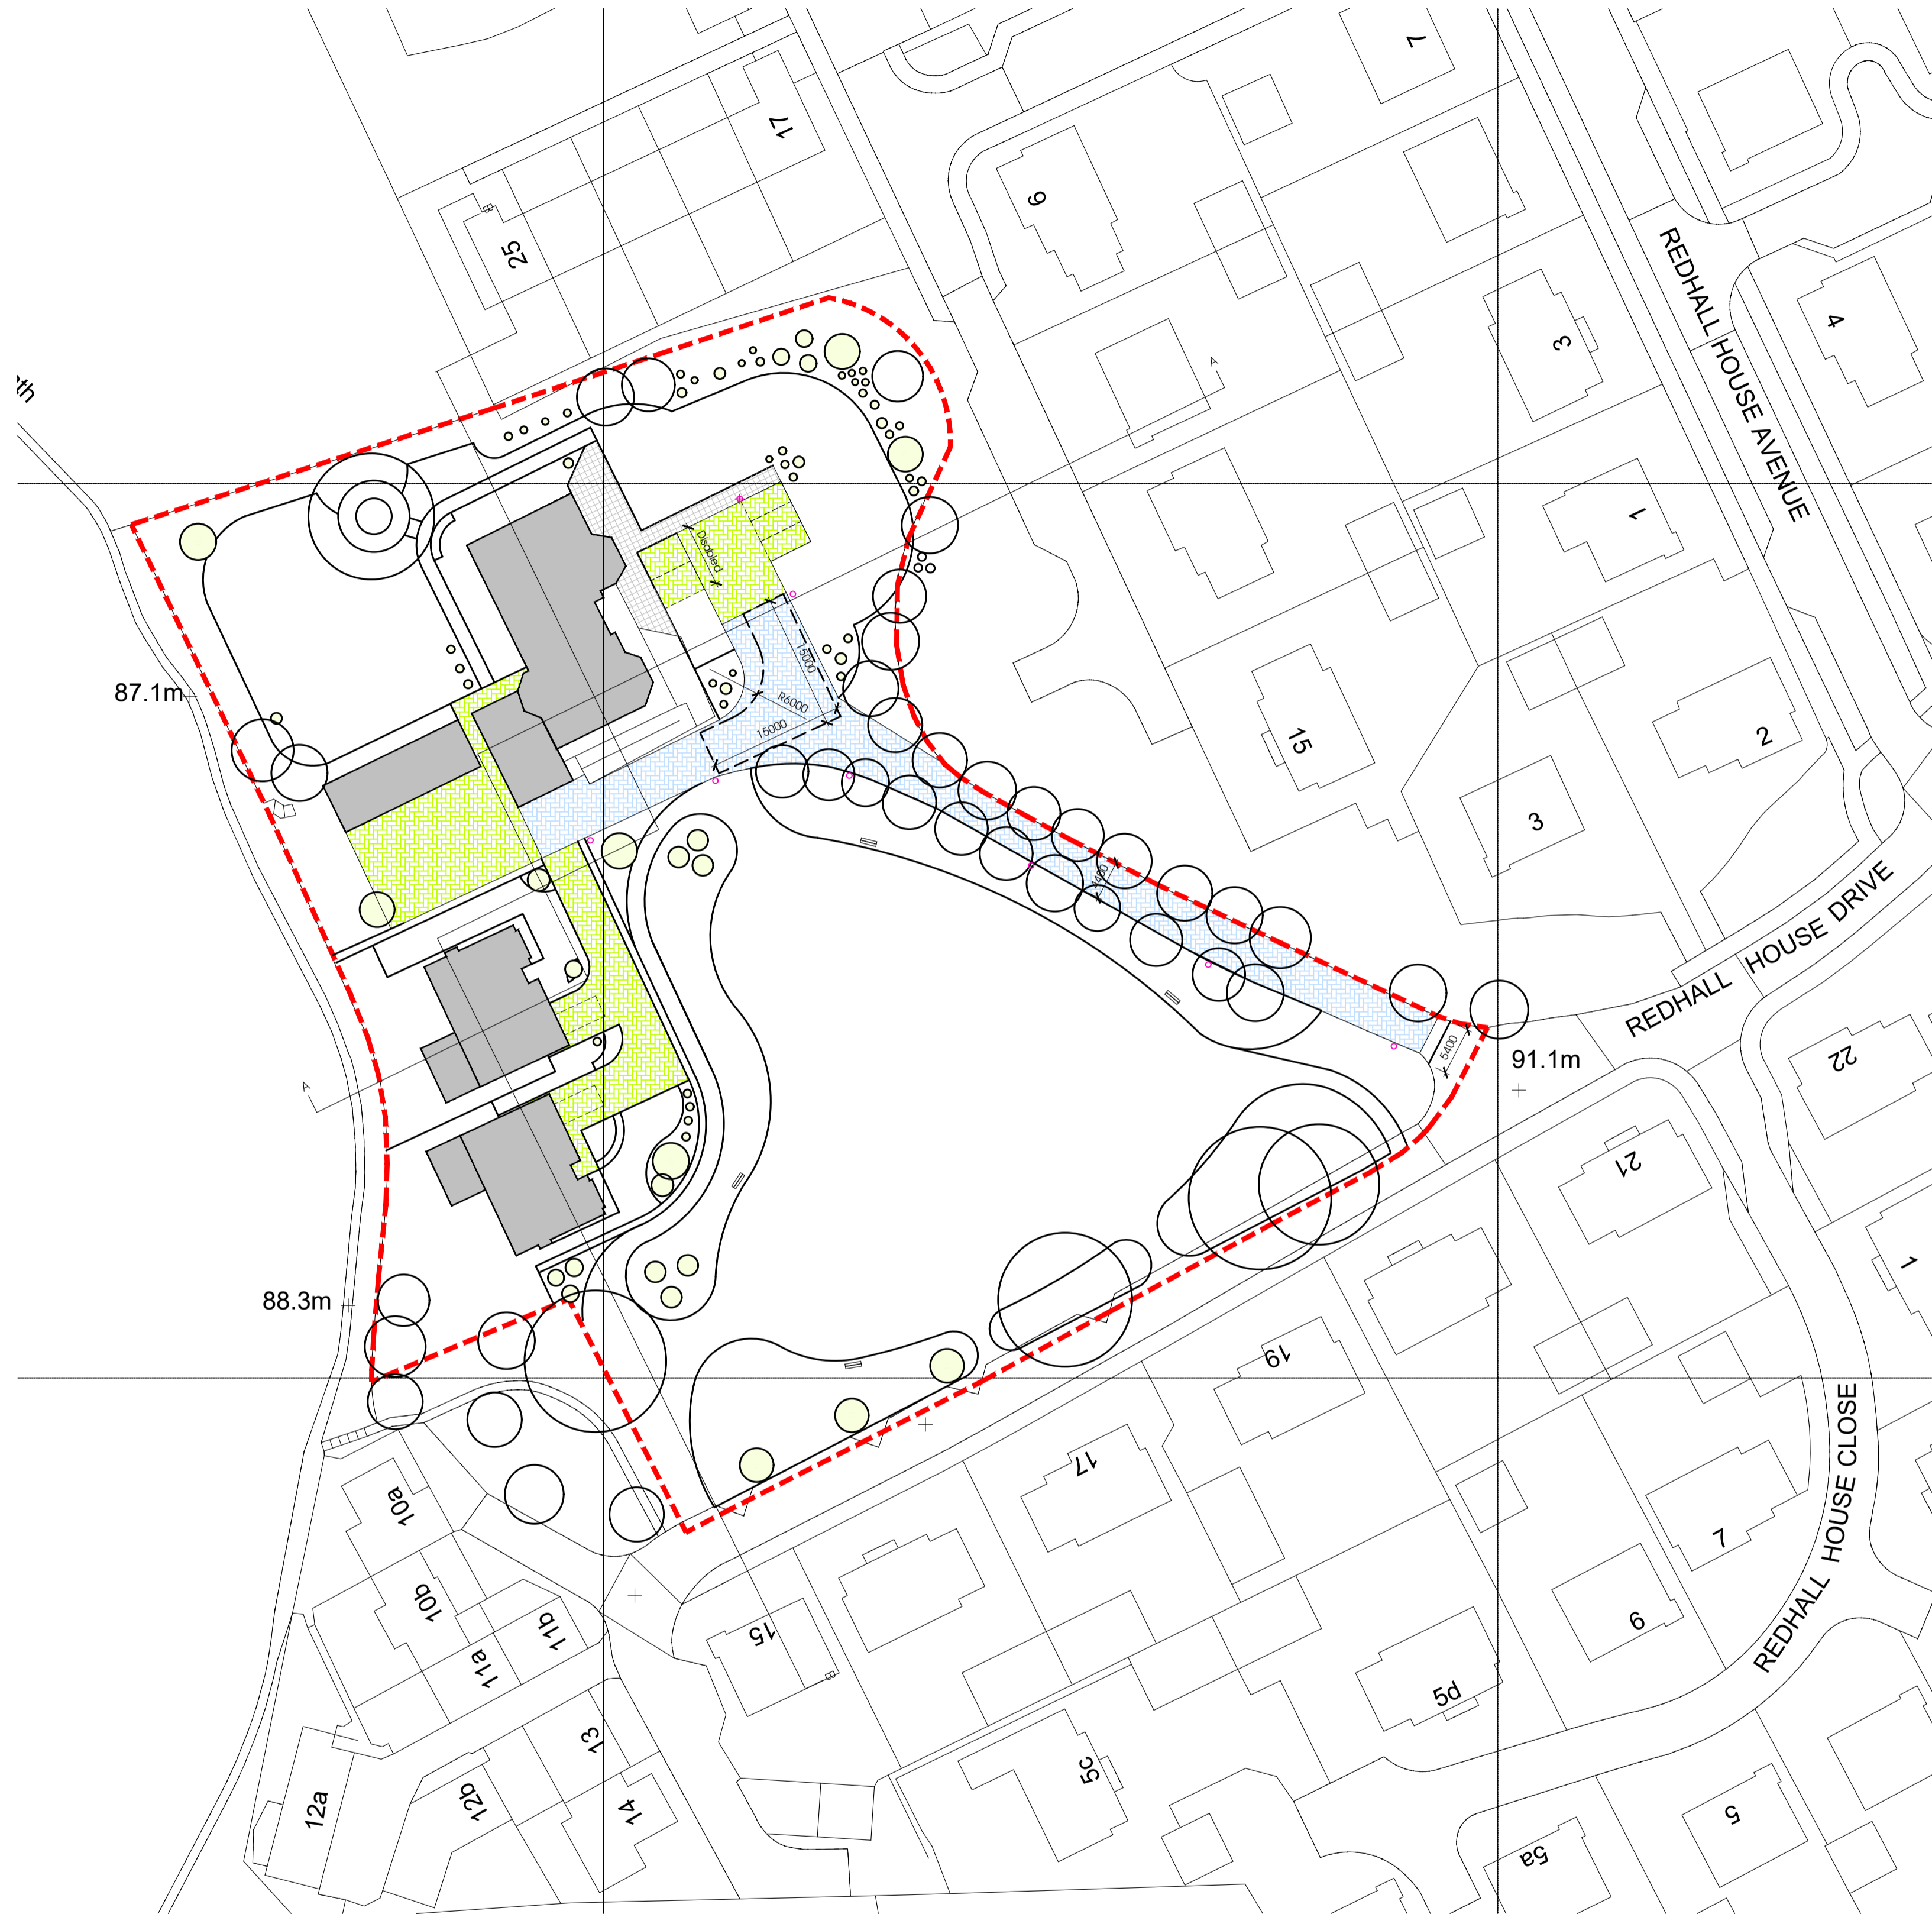 7
17
6
25
REDHALL HOUSE AVENUE
4
3
A
1
Disabled
87.1m
15000
R6000
15000
15
2
3
4400
REDHALL HOUSE DRIVE
5400
91.1m
22
A
21
88.3m
1
19
17
REDHALL HOUSE CLOSE
10a
7
10b
11b
11a
15
9
13
5d
12a
12b
14
5c
5
5a